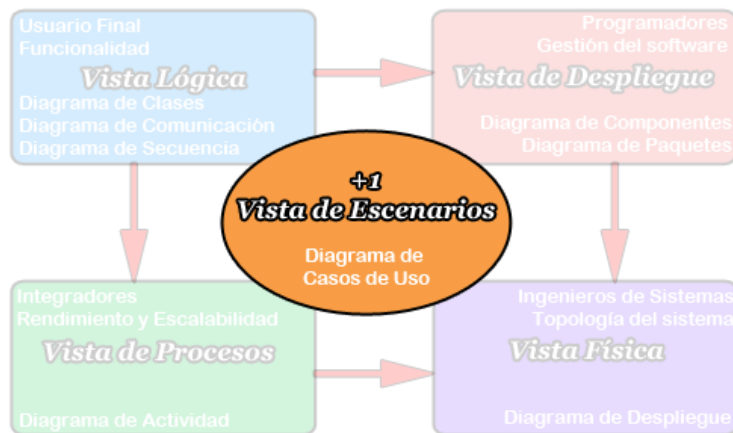 Usuario Final
Funcionalidad
Vista Lógica
Diagrama de Clases
Diagrama de Comunicación
Diagrama de Secuencia
Programadores
Gestión del software
Vista de Despliegue
Diagrama de Componentes
Diagrama de Paquetes
+1
Vista de Escenarios
Diagrama de
Casos de Uso
Integradores
Rendimiento y Escalabilidad
Vista de Procesos
Diagrama de Actividad
Ingenieros de Sistemas
Topología del sistema
Vista Física
Diagrama de Despliegue